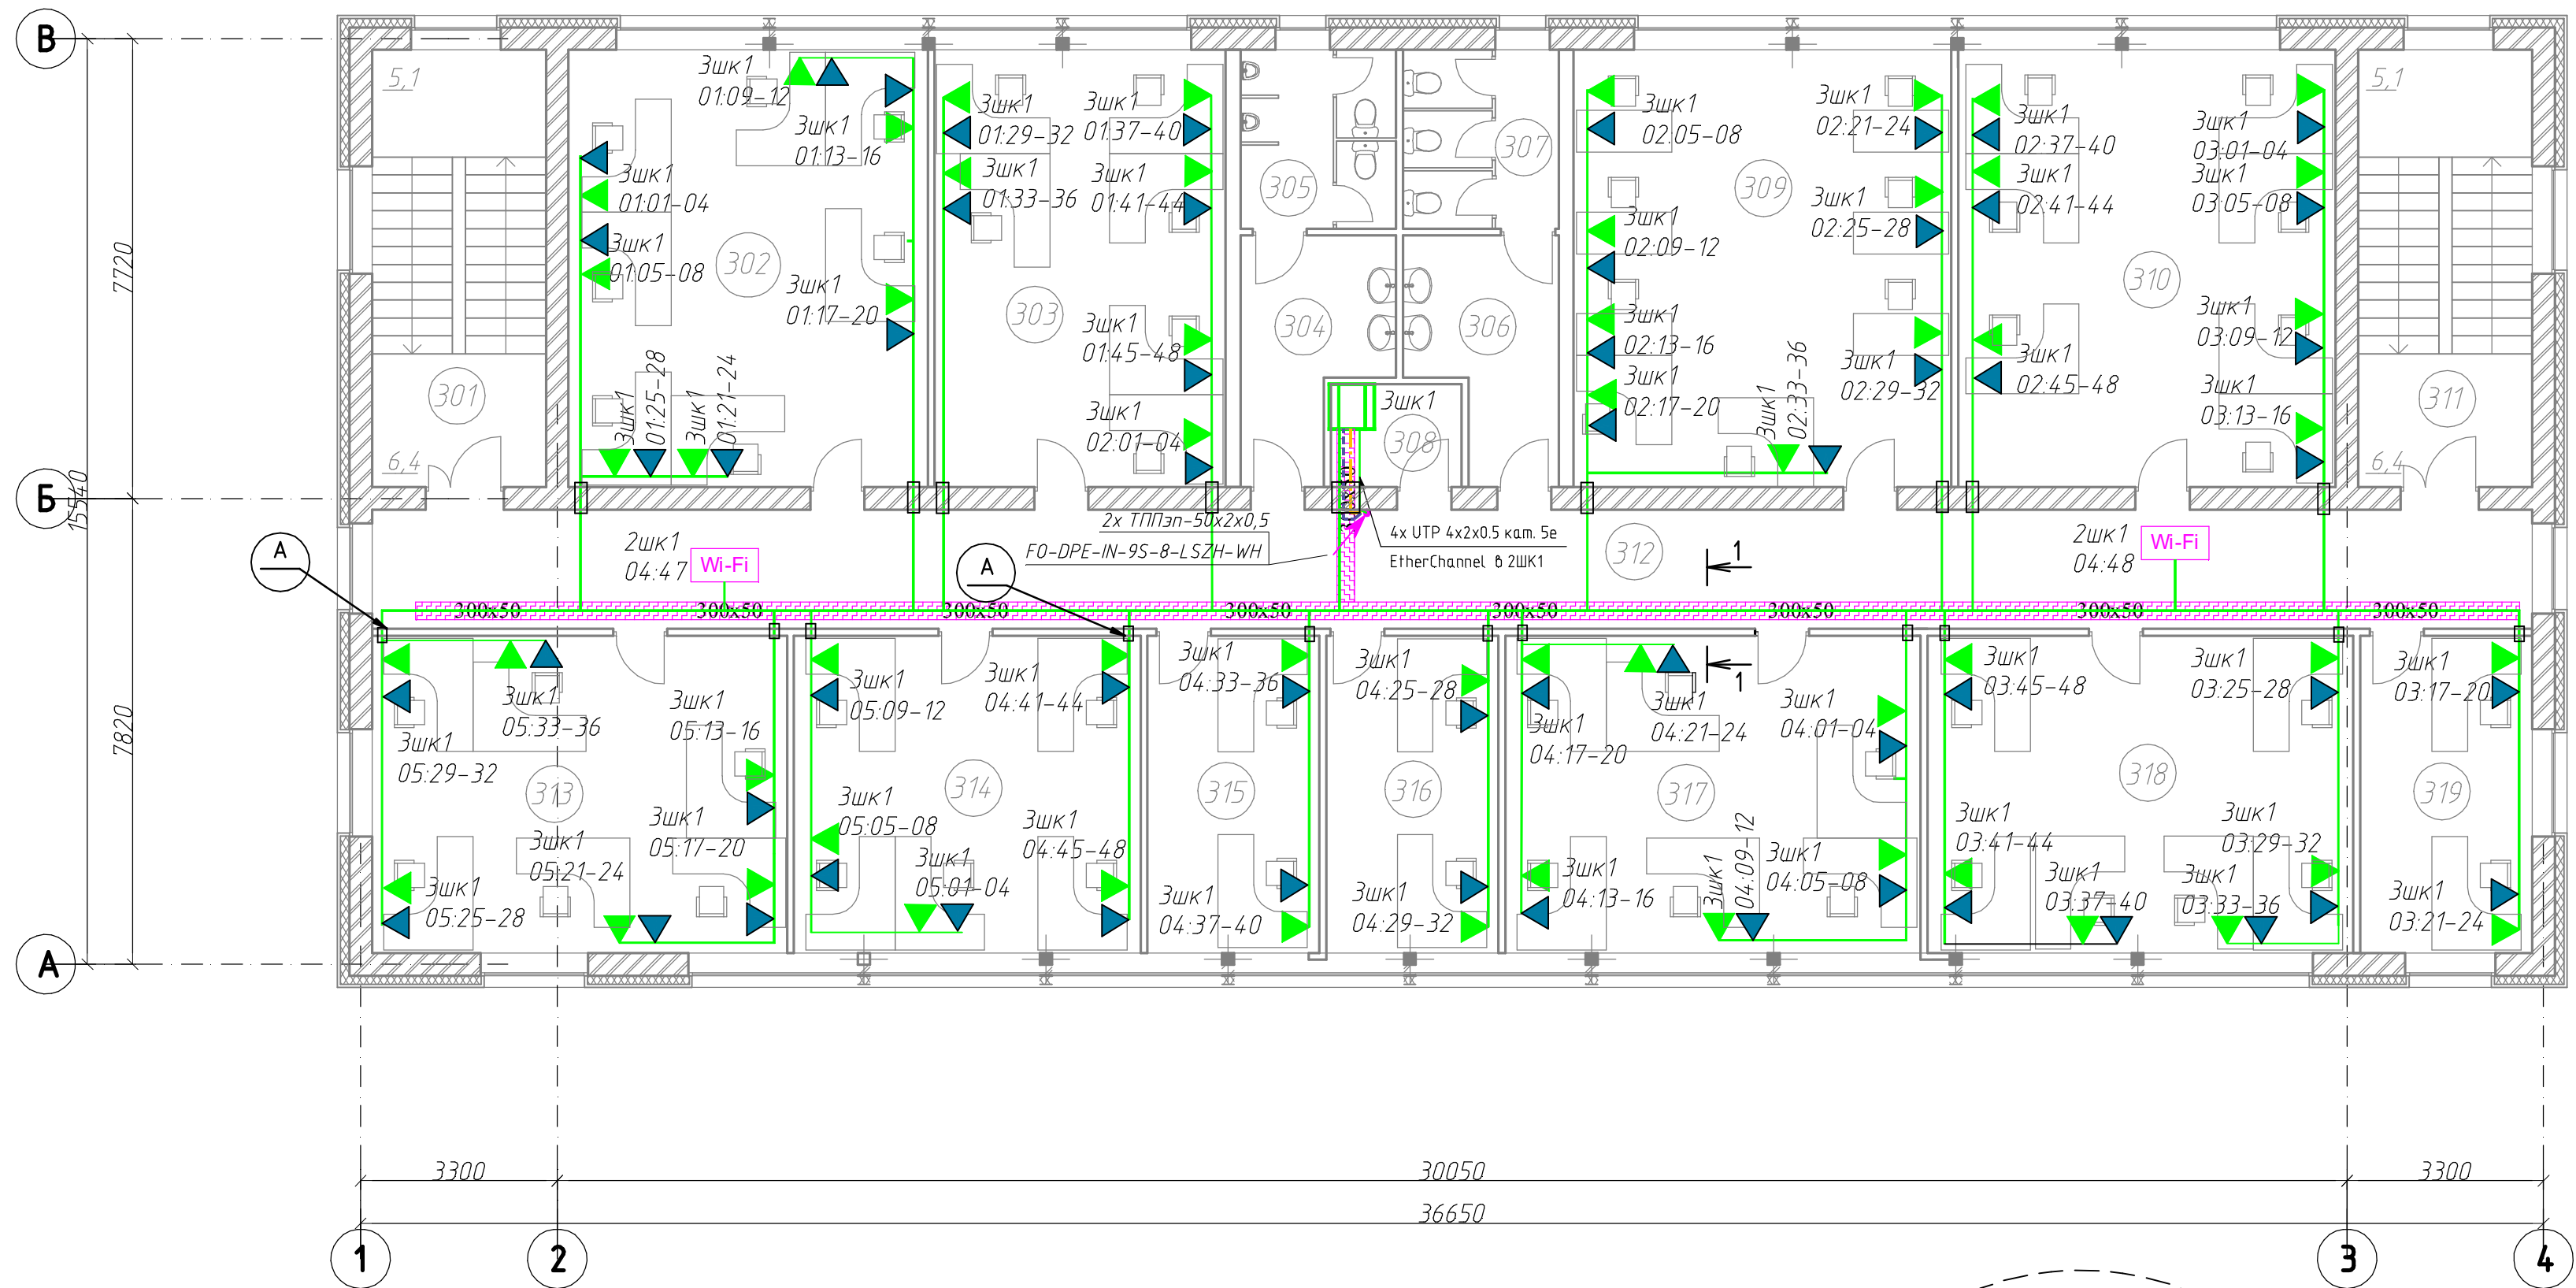 В
Б
А
7720
15540
7820
5,1
6,4
301
3шк1
01:09-12
3шк1
01:13-16
3шк1
01:01-04
3шк1
01:05-08
302
3шк1
01:17-20
3шк1
01:25-28
3шк1
01:21-24
3шк1
01:29-32
3шк1
01:37-40
3шк1
01:33-36
3шк1
01:41-44
303
3шк1
01:45-48
3шк1
02:01-04
305
307
304
306
3шк1
308
3шк1
02:05-08
3шк1
02:21-24
309
3шк1
02:09-12
3шк1
02:25-28
3шк1
02:13-16
3шк1
02:17-20
3шк1
02:29-32
3шк1
02:33-36
3шк1
02:37-40
3шк1
03:01-04
3шк1
02:41-44
3шк1
03:05-08
310
3шк1
03:09-12
3шк1
02:45-48
3шк1
03:13-16
5,1
311
6,4
А
2шк1
04:47
Wi-Fi
А
2х ТППэп-50х2х0,5
FO-DPE-IN-9S-8-LSZH-WH
4х UTP 4х2х0.5 кат. 5е
EtherChannel в 2ШК1
312
1
1
2шк1
04:48
Wi-Fi
300х50
300х50
300х50
300х50
300х50
300х50
300х50
300х50
3шк1
05:33-36
3шк1
05:29-32
3шк1
05:13-16
313
3шк1
05:17-20
3шк1
05:21-24
3шк1
05:25-28
3шк1
05:09-12
3шк1
04:41-44
314
3шк1
05:05-08
3шк1
05:01-04
3шк1
04:45-48
3шк1
04:33-36
315
3шк1
04:37-40
3шк1
04:25-28
316
3шк1
04:29-32
3шк1
04:17-20
3шк1
04:21-24
3шк1
04:01-04
317
3шк1
04:13-16
3шк1
04:09-12
3шк1
04:05-08
3шк1
03:45-48
3шк1
03:25-28
318
3шк1
03:41-44
3шк1
03:29-32
3шк1
03:37-40
3шк1
03:33-36
3шк1
03:17-20
319
3шк1
03:21-24
3300
30050
3300
36650
1
2
3
4